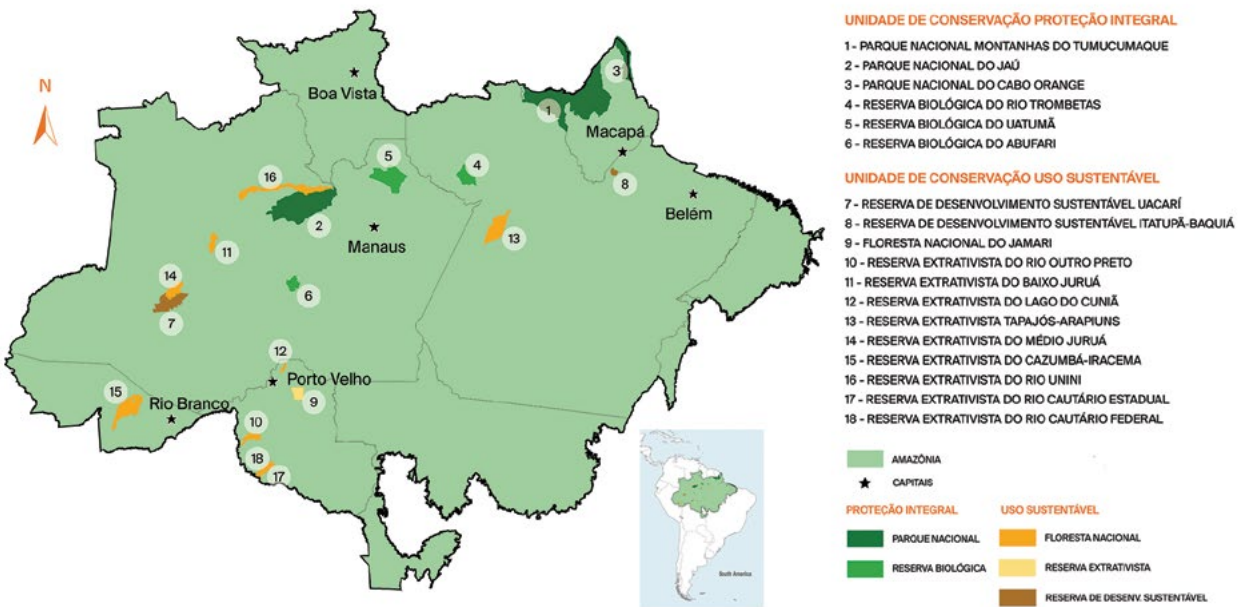 N
Boa Vista
3
1
Macapá
5
4
16
8
Belém
2
Manaus
13
11
14
6
7
12
Porto Velho
9
15
Rio Branco
10
18
17
South America
UNIDADE DE CONSERVAÇÃO PROTEÇÃO INTEGRAL
1 - PARQUE NACIONAL MONTANHAS DO TUMUCUMAQUE
2 - PARQUE NACIONAL DO JAÚ
3 - PARQUE NACIONAL DO CABO ORANGE
4 - RESERVA BIOLÓGICA DO RIO TROMBETAS
5 - RESERVA BIOLÓGICA DO UATUMÃ
6 - RESERVA BIOLÓGICA DO ABUFARI
UNIDADE DE CONSERVAÇÃO USO SUSTENTÁVEL
7 - RESERVA DE DESENVOLVIMENTO SUSTENTÁVEL UACARÍ
8 - RESERVA DE DESENVOLVIMENTO SUSTENTÁVEL ITATUPÃ-BAQUIÁ
9 - FLORESTA NACIONAL DO JAMARI
10 - RESERVA EXTRATIVISTA DO RIO OUTRO PRETO
11 - RESERVA EXTRATIVISTA DO BAIXO JURUÁ
12 - RESERVA EXTRATIVISTA DO LAGO DO CUNIÃ
13 - RESERVA EXTRATIVISTA TAPAJÓS-ARAPIUNS
14 - RESERVA EXTRATIVISTA DO MÉDIO JURUÁ
15 - RESERVA EXTRATIVISTA DO CAZUMBÁ-IRACEMA
16 - RESERVA EXTRATIVISTA DO RIO UNINI
17 - RESERVA EXTRATIVISTA DO RIO CAUTÁRIO ESTADUAL
18 - RESERVA EXTRATIVISTA DO RIO CAUTÁRIO FEDERAL
AMAZÔNIA
CAPITAIS
PROTEÇÃO INTEGRAL
PARQUE NACIONAL
RESERVA BIOLÓGICA
USO SUSTENTÁVEL
FLORESTA NACIONAL
RESERVA EXTRATIVISTA
RESERVA DE DESENV. SUSTENTÁVEL